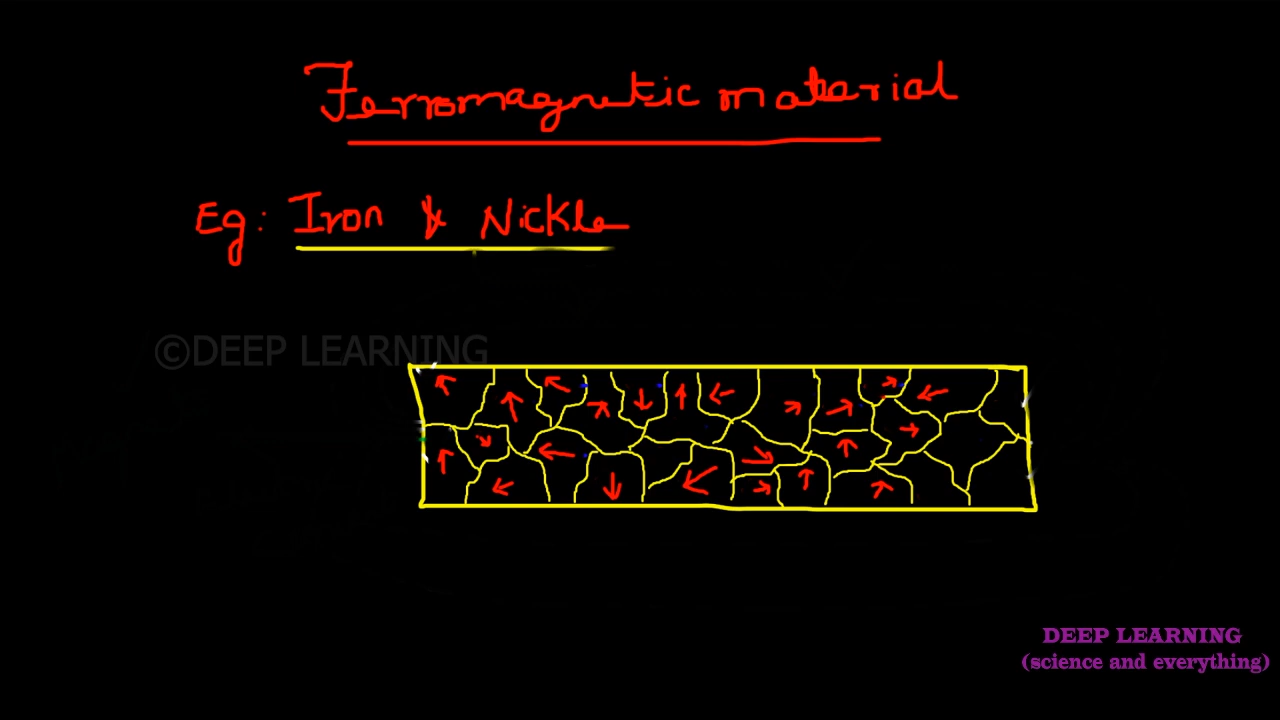 Ferromagnetic material
Eg: Iron & Nickle
©DEEP LEARNING
DEEP LEARNING
(science and everything)